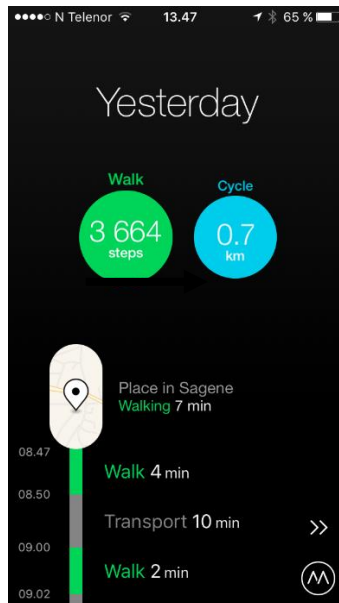 N Telenor 13.47 65 %
Yesterday
Walk
Cycle
3 664
steps
0.7
km
Place in Sagene
Walking 7 min
08.47
Walk 4 min
08.50
Transport 10 min
09.00
Walk 2 min
09.02